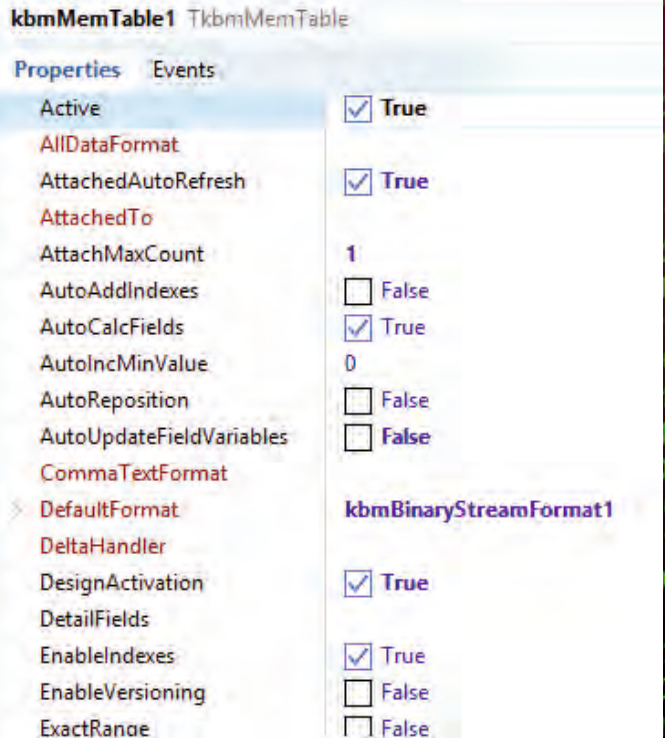 kbmMemTable1 TkbmMemTable
Properties Events
Active True
AllDataFormat
AttachedAutoRefresh True
AttachedTo
AttachMaxCount 1
AutoAddIndexes False
AutoCalcFields True
AutoIncMinValue 0
AutoReposition False
AutoUpdateFieldVariables False
CommaTextFormat
DefaultFormat kbmBinaryStreamFormat1
DeltaHandler
DesignActivation True
DetailFields
EnableIndexes True
EnableVersioning False
ExactRange False